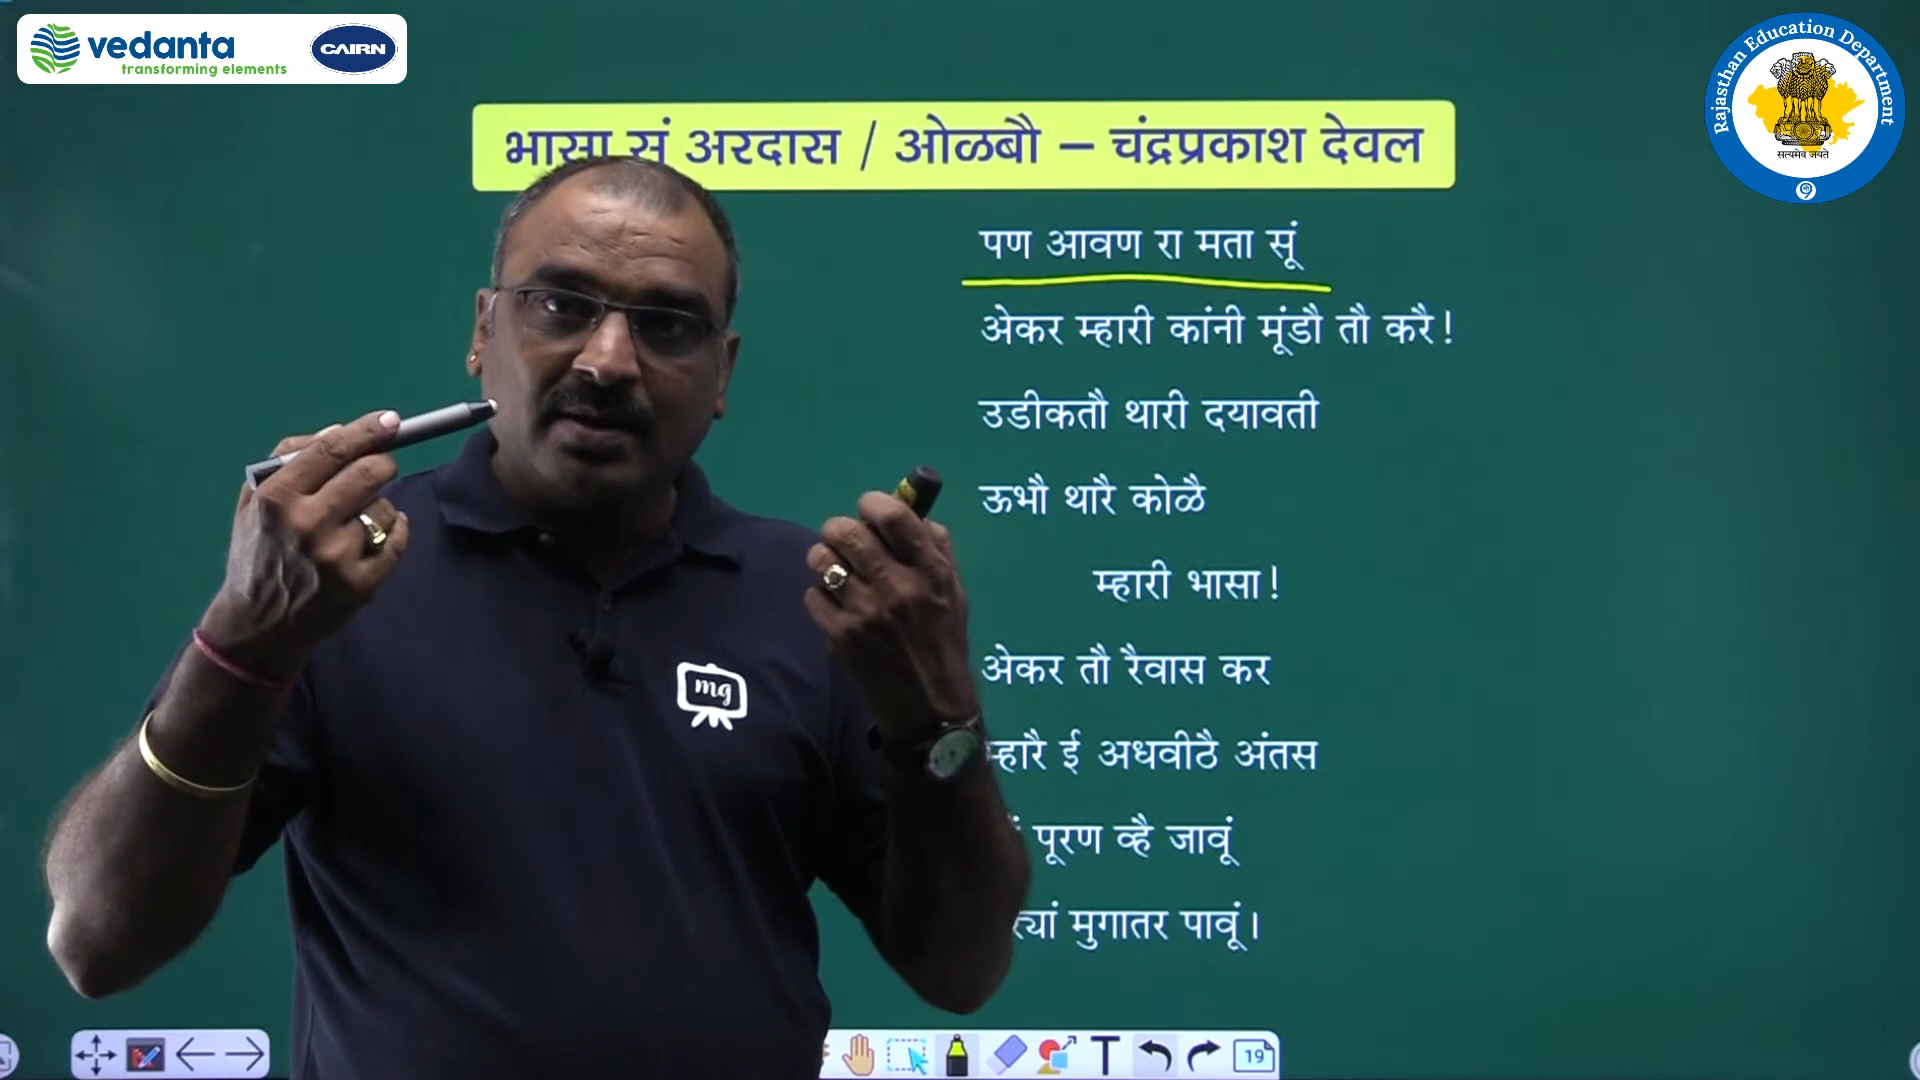 vedanta
transforming elements
CAIRN
Rajasthan Education Department
सत्यमेव जयते
भासा सूं अरदास / ओळबौ – चंद्रप्रकाश देवल
पण आवण रा मता सूं
अेकर म्हारी कांनी मूंडौ तौ करै!
उडीकतौ थारी दयावती
ऊभौ थारै कोळै
म्हारी भासा!
अेकर तौ रैवास कर
म्हारै ई अधवीठै अंतस
पूरण व्है जावूं
मुगातर पावूं।
mg
T
19